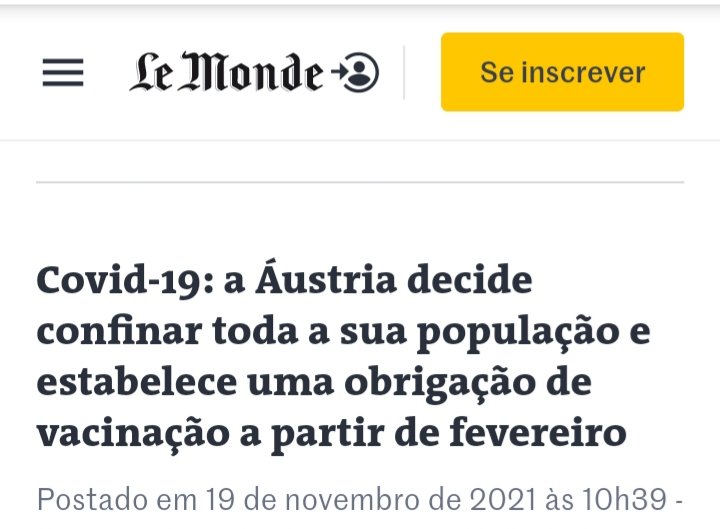 Le Monde
Se inscrever
Covid-19: a Áustria decide
confinar toda a sua população e
estabelece uma obrigação de
vacinação a partir de fevereiro
Postado em 19 de novembro de 2021 às 10h39 -